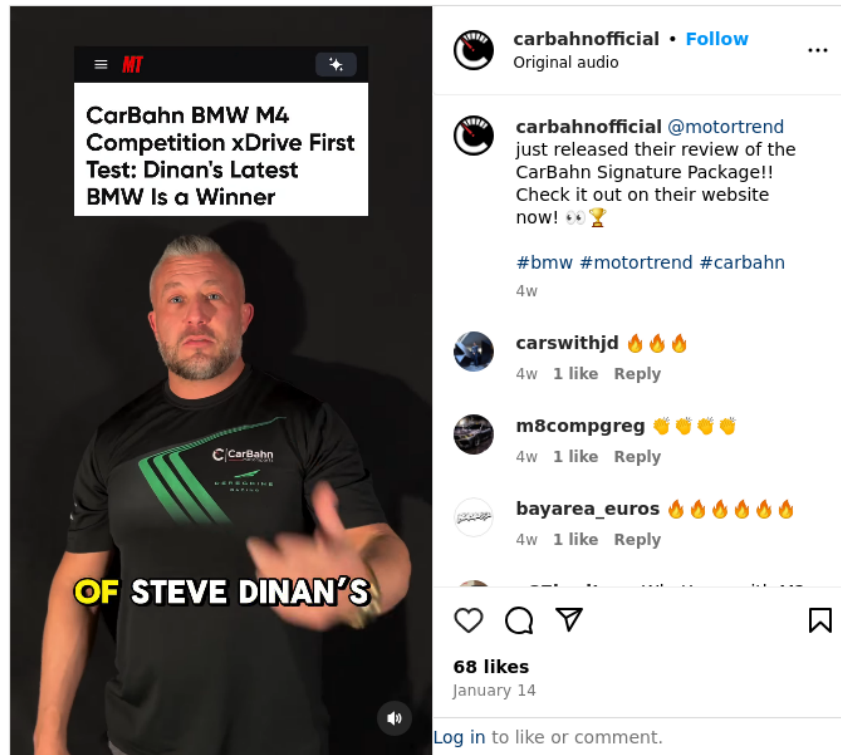 MT
CarBahn BMW M4
Competition xDrive First
Test: Dinan's Latest
BMW Is a Winner
CarBahn
PEREGRINE
RACING
OF STEVE DINAN'S
carbahnofficial • Follow
Original audio
carbahnofficial @motortrend
just released their review of the
CarBahn Signature Package!!
Check it out on their website
now! 👀🏆
#bmw #motortrend #carbahn
4w
carswithjd 🔥🔥🔥
4w 1 like Reply
m8compgreg 👏👏👏👏
4w 1 like Reply
bayarea_euros 🔥🔥🔥🔥🔥🔥
4w 1 like Reply
68 likes
January 14
Log in to like or comment.